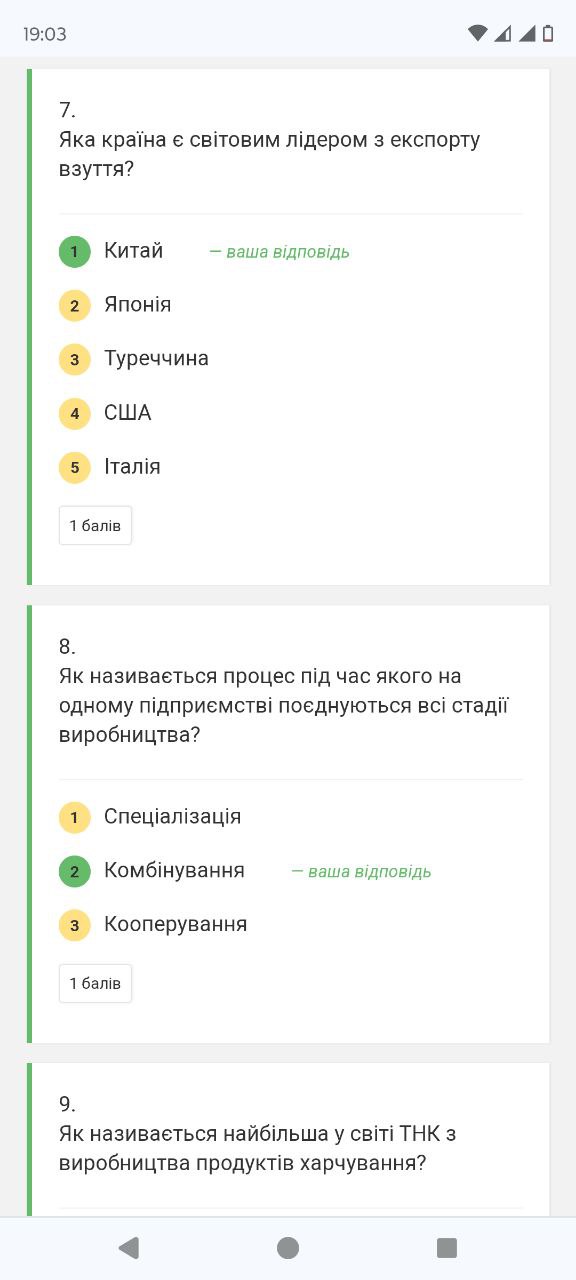 19:03
7.
Яка країна є світовим лідером з експорту
взуття?
1 Китай — ваша відповідь
2 Японія
3 Туреччина
4 США
5 Італія
1 балів
8.
Як називається процес під час якого на
одному підприємстві поєднуються всі стадії
виробництва?
1 Спеціалізація
2 Комбінування — ваша відповідь
3 Кооперування
1 балів
9.
Як називається найбільша у світі ТНК з
виробництва продуктів харчування?